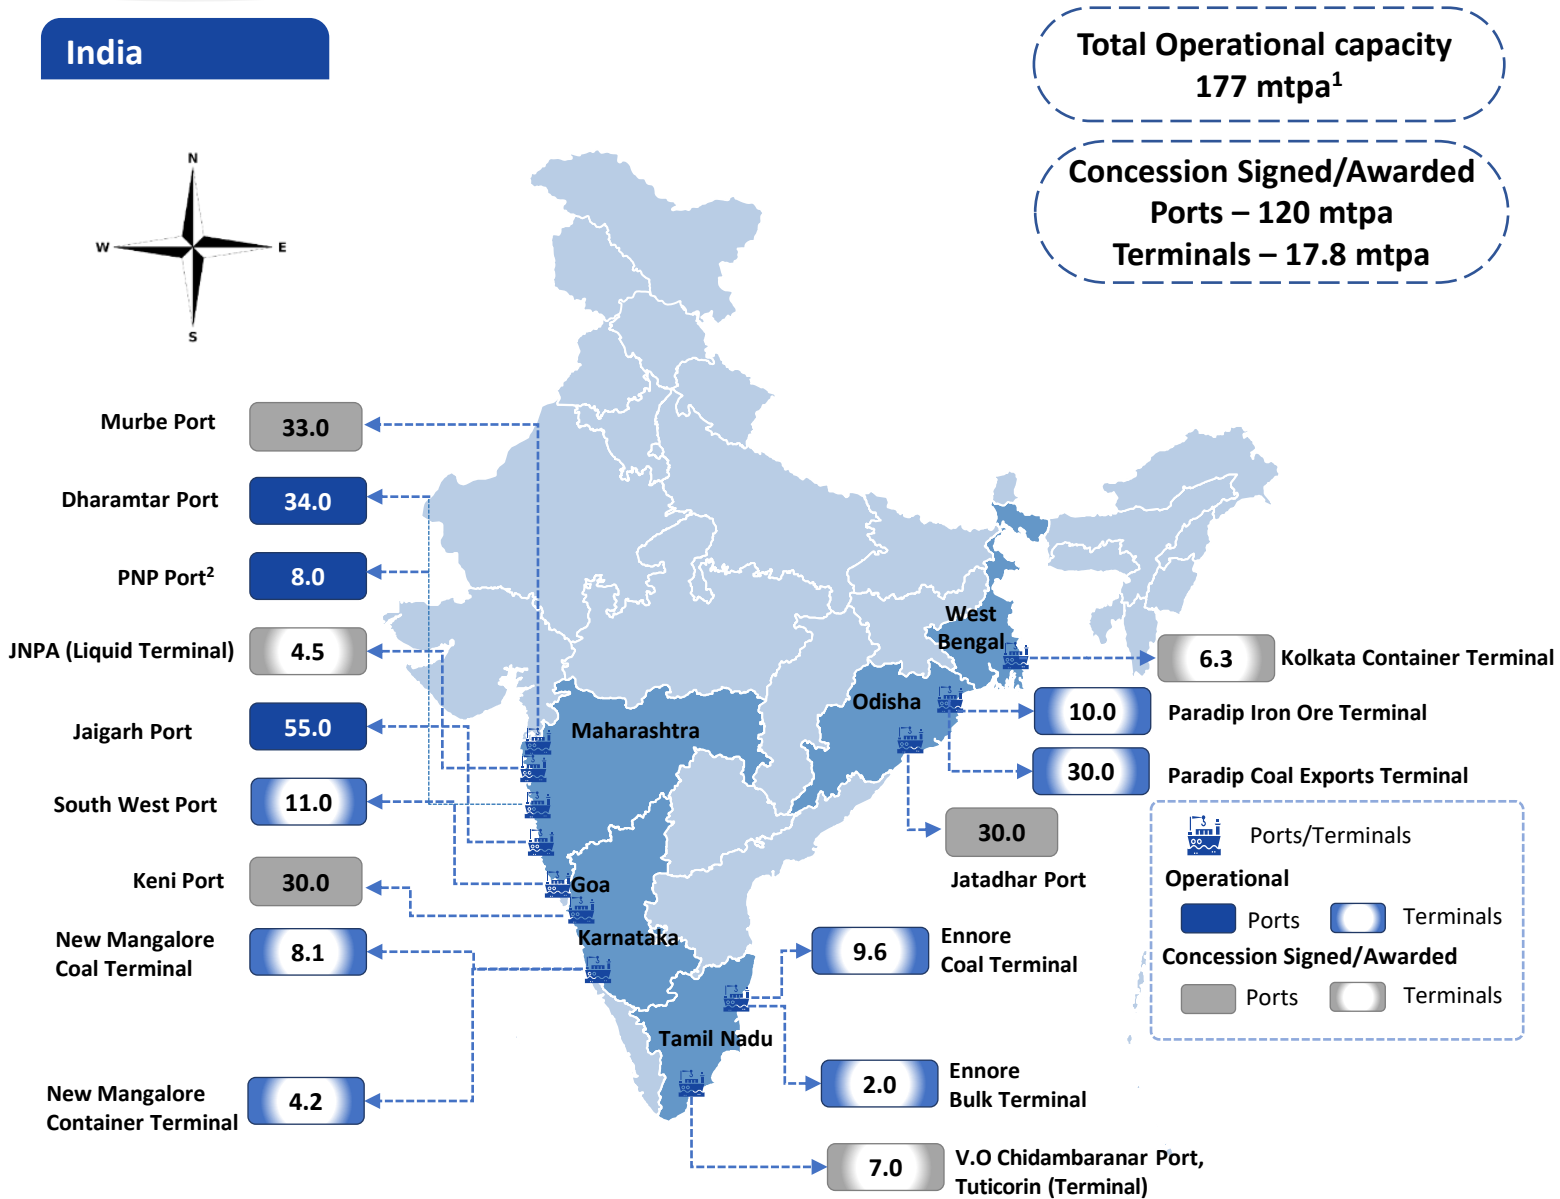 India
Total Operational capacity
177 mtpa¹
Concession Signed/Awarded
Ports – 120 mtpa
Terminals – 17.8 mtpa
N
W
E
S
Murbe Port
33.0
Dharamtar Port
34.0
PNP Port²
8.0
JNPA (Liquid Terminal)
4.5
Jaigarh Port
55.0
South West Port
11.0
Keni Port
30.0
New Mangalore
Coal Terminal
8.1
New Mangalore
Container Terminal
4.2
Maharashtra
Goa
Karnataka
Tamil Nadu
Odisha
West
Bengal
6.3
Kolkata Container Terminal
10.0
Paradip Iron Ore Terminal
30.0
Paradip Coal Exports Terminal
30.0
Jatadhar Port
9.6
Ennore
Coal Terminal
2.0
Ennore
Bulk Terminal
7.0
V.O Chidambaranar Port,
Tuticorin (Terminal)
Ports/Terminals
Operational
Ports
Terminals
Concession Signed/Awarded
Ports
Terminals